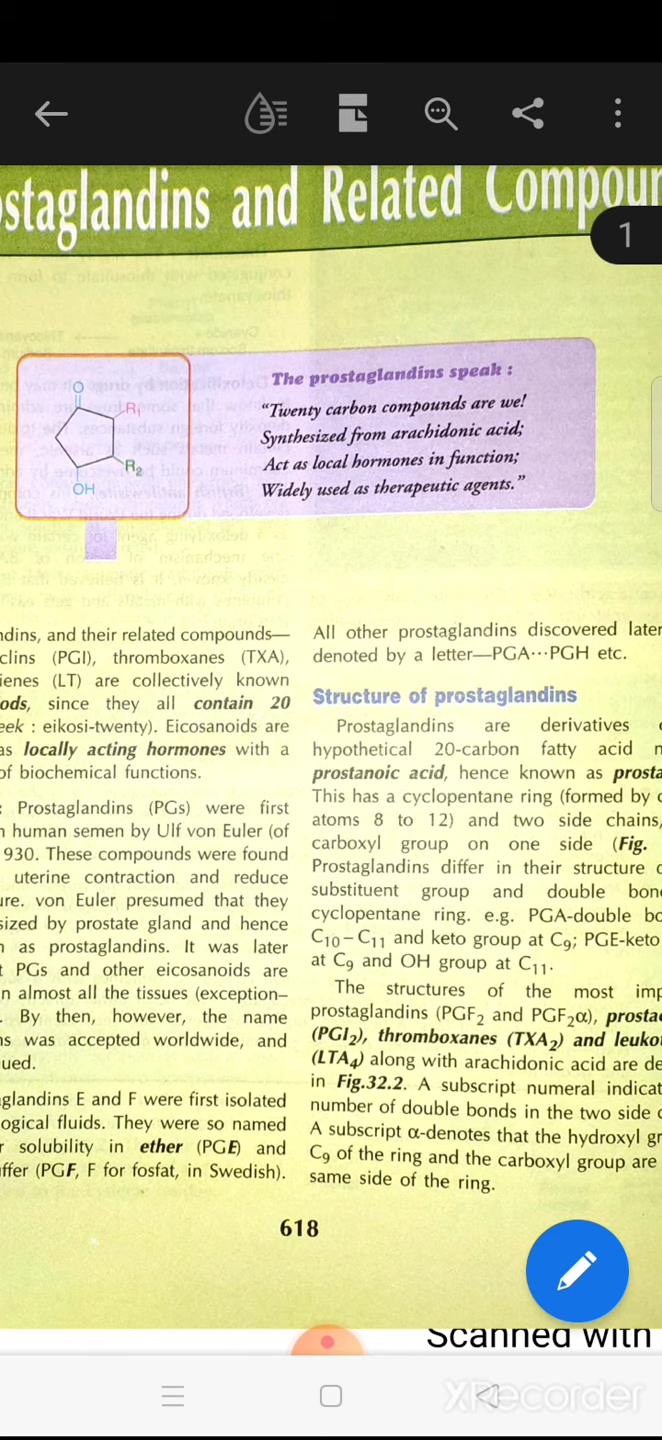 ostaglandins and Related Compoun
1
O
R1
R2
OH
The prostaglandins speak :
“Twenty carbon compounds are we!
Synthesized from arachidonic acid;
Act as local hormones in function;
Widely used as therapeutic agents.”
ndins, and their related compounds—
clins (PGI), thromboxanes (TXA),
ienes (LT) are collectively known
ods, since they all contain 20
eek : eikosi-twenty). Eicosanoids are
as locally acting hormones with a
of biochemical functions.
: Prostaglandins (PGs) were first
n human semen by Ulf von Euler (of
930. These compounds were found
uterine contraction and reduce
ure. von Euler presumed that they
sized by prostate gland and hence
n as prostaglandins. It was later
t PGs and other eicosanoids are
n almost all the tissues (exception–
. By then, however, the name
ns was accepted worldwide, and
ued.
aglandins E and F were first isolated
logical fluids. They were so named
r solubility in ether (PGE) and
uffer (PGF, F for fosfat, in Swedish).
All other prostaglandins discovered later
denoted by a letter—PGA···PGH etc.
Structure of prostaglandins
Prostaglandins are derivatives
hypothetical 20-carbon fatty acid n
prostanoic acid, hence known as prosta
This has a cyclopentane ring (formed by c
atoms 8 to 12) and two side chains,
carboxyl group on one side (Fig.
Prostaglandins differ in their structure
substituent group and double bon
cyclopentane ring. e.g. PGA-double bo
C10–C11 and keto group at C9; PGE-keto
at C9 and OH group at C11.
The structures of the most imp
prostaglandins (PGF2 and PGF2α), prosta
(PGI2), thromboxanes (TXA2) and leuko
(LTA4) along with arachidonic acid are de
in Fig.32.2. A subscript numeral indicat
number of double bonds in the two side c
A subscript α-denotes that the hydroxyl gr
C9 of the ring and the carboxyl group are
same side of the ring.
618
Scanned with
XRecorder